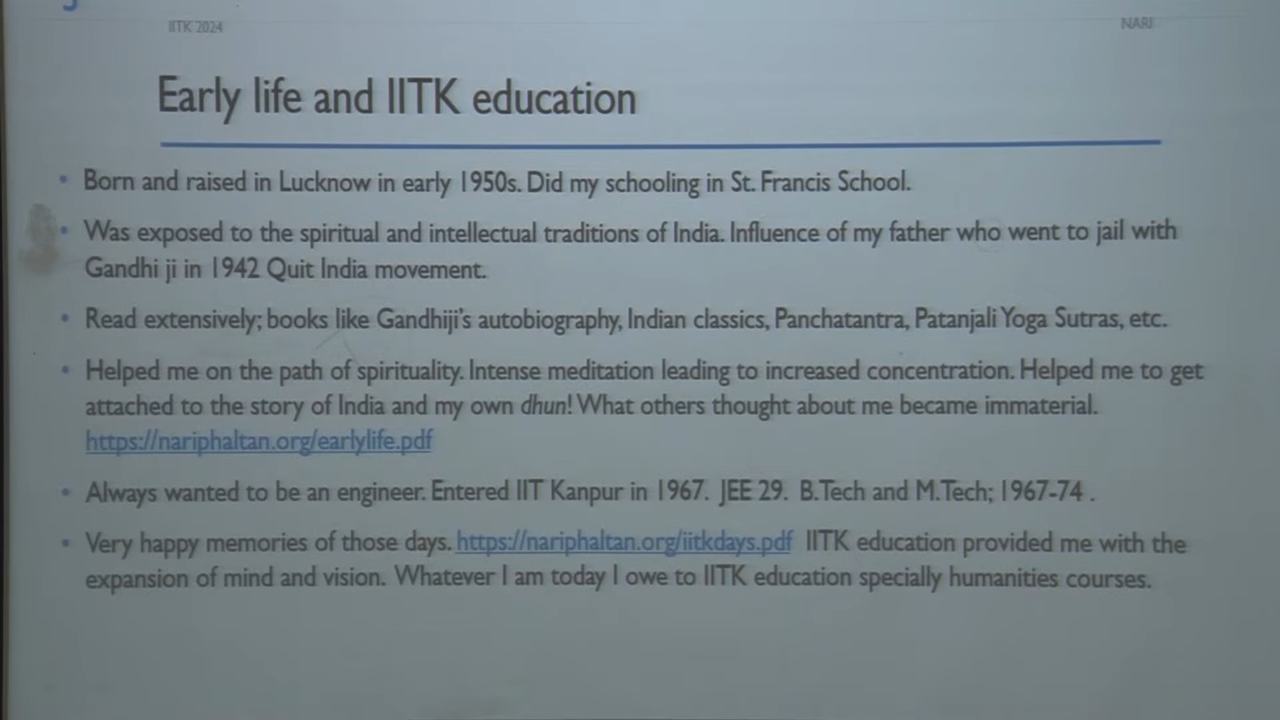 IITK 2024
NARI
Early life and IITK education
• Born and raised in Lucknow in early 1950s. Did my schooling in St. Francis School.
• Was exposed to the spiritual and intellectual traditions of India. Influence of my father who went to jail with
Gandhi ji in 1942 Quit India movement.
• Read extensively; books like Gandhiji's autobiography, Indian classics, Panchatantra, Patanjali Yoga Sutras, etc.
• Helped me on the path of spirituality. Intense meditation leading to increased concentration. Helped me to get
attached to the story of India and my own dhun! What others thought about me became immaterial.
https://nariphaltan.org/earlylife.pdf
• Always wanted to be an engineer. Entered IIT Kanpur in 1967. JEE 29. B.Tech and M.Tech; 1967-74 .
• Very happy memories of those days. https://nariphaltan.org/iitkdays.pdf IITK education provided me with the
expansion of mind and vision. Whatever I am today I owe to IITK education specially humanities courses.